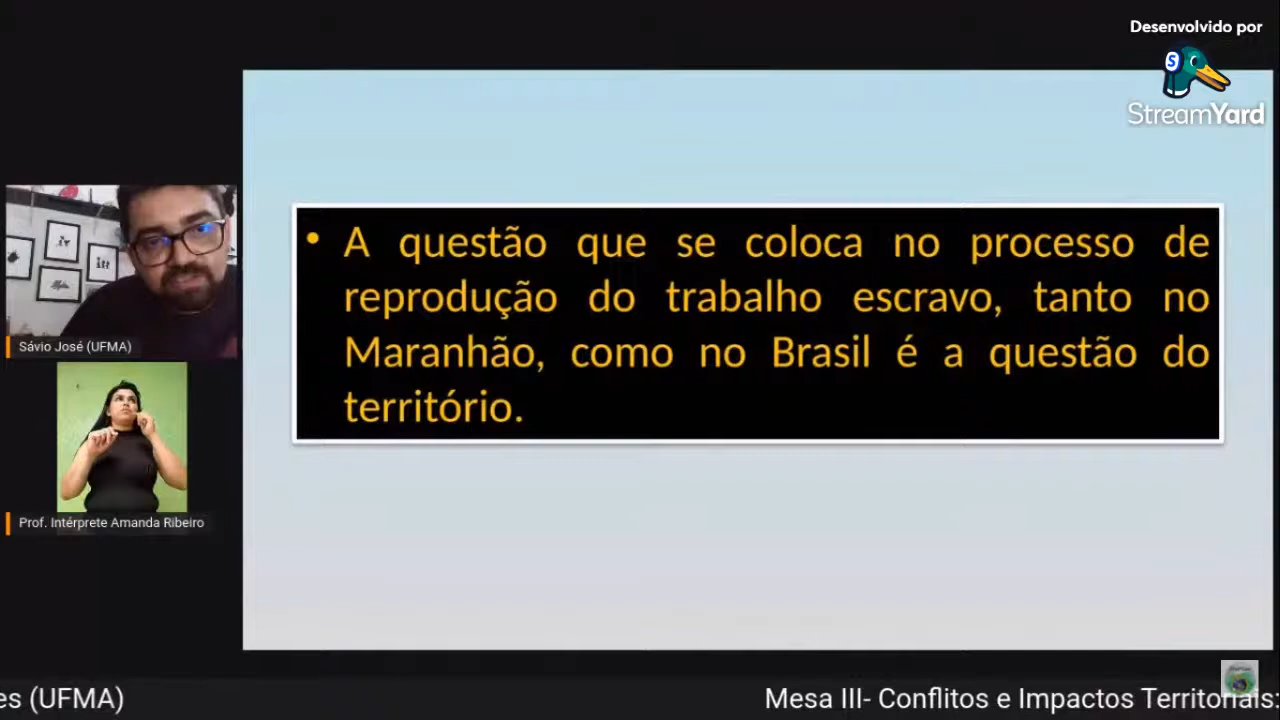 Desenvolvido por
StreamYard
• A questão que se coloca no processo de
reprodução do trabalho escravo, tanto no
Maranhão, como no Brasil é a questão do
território.
Sávio José (UFMA)
Prof. Intérprete Amanda Ribeiro
es (UFMA)
Mesa III- Conflitos e Impactos Territoriais: